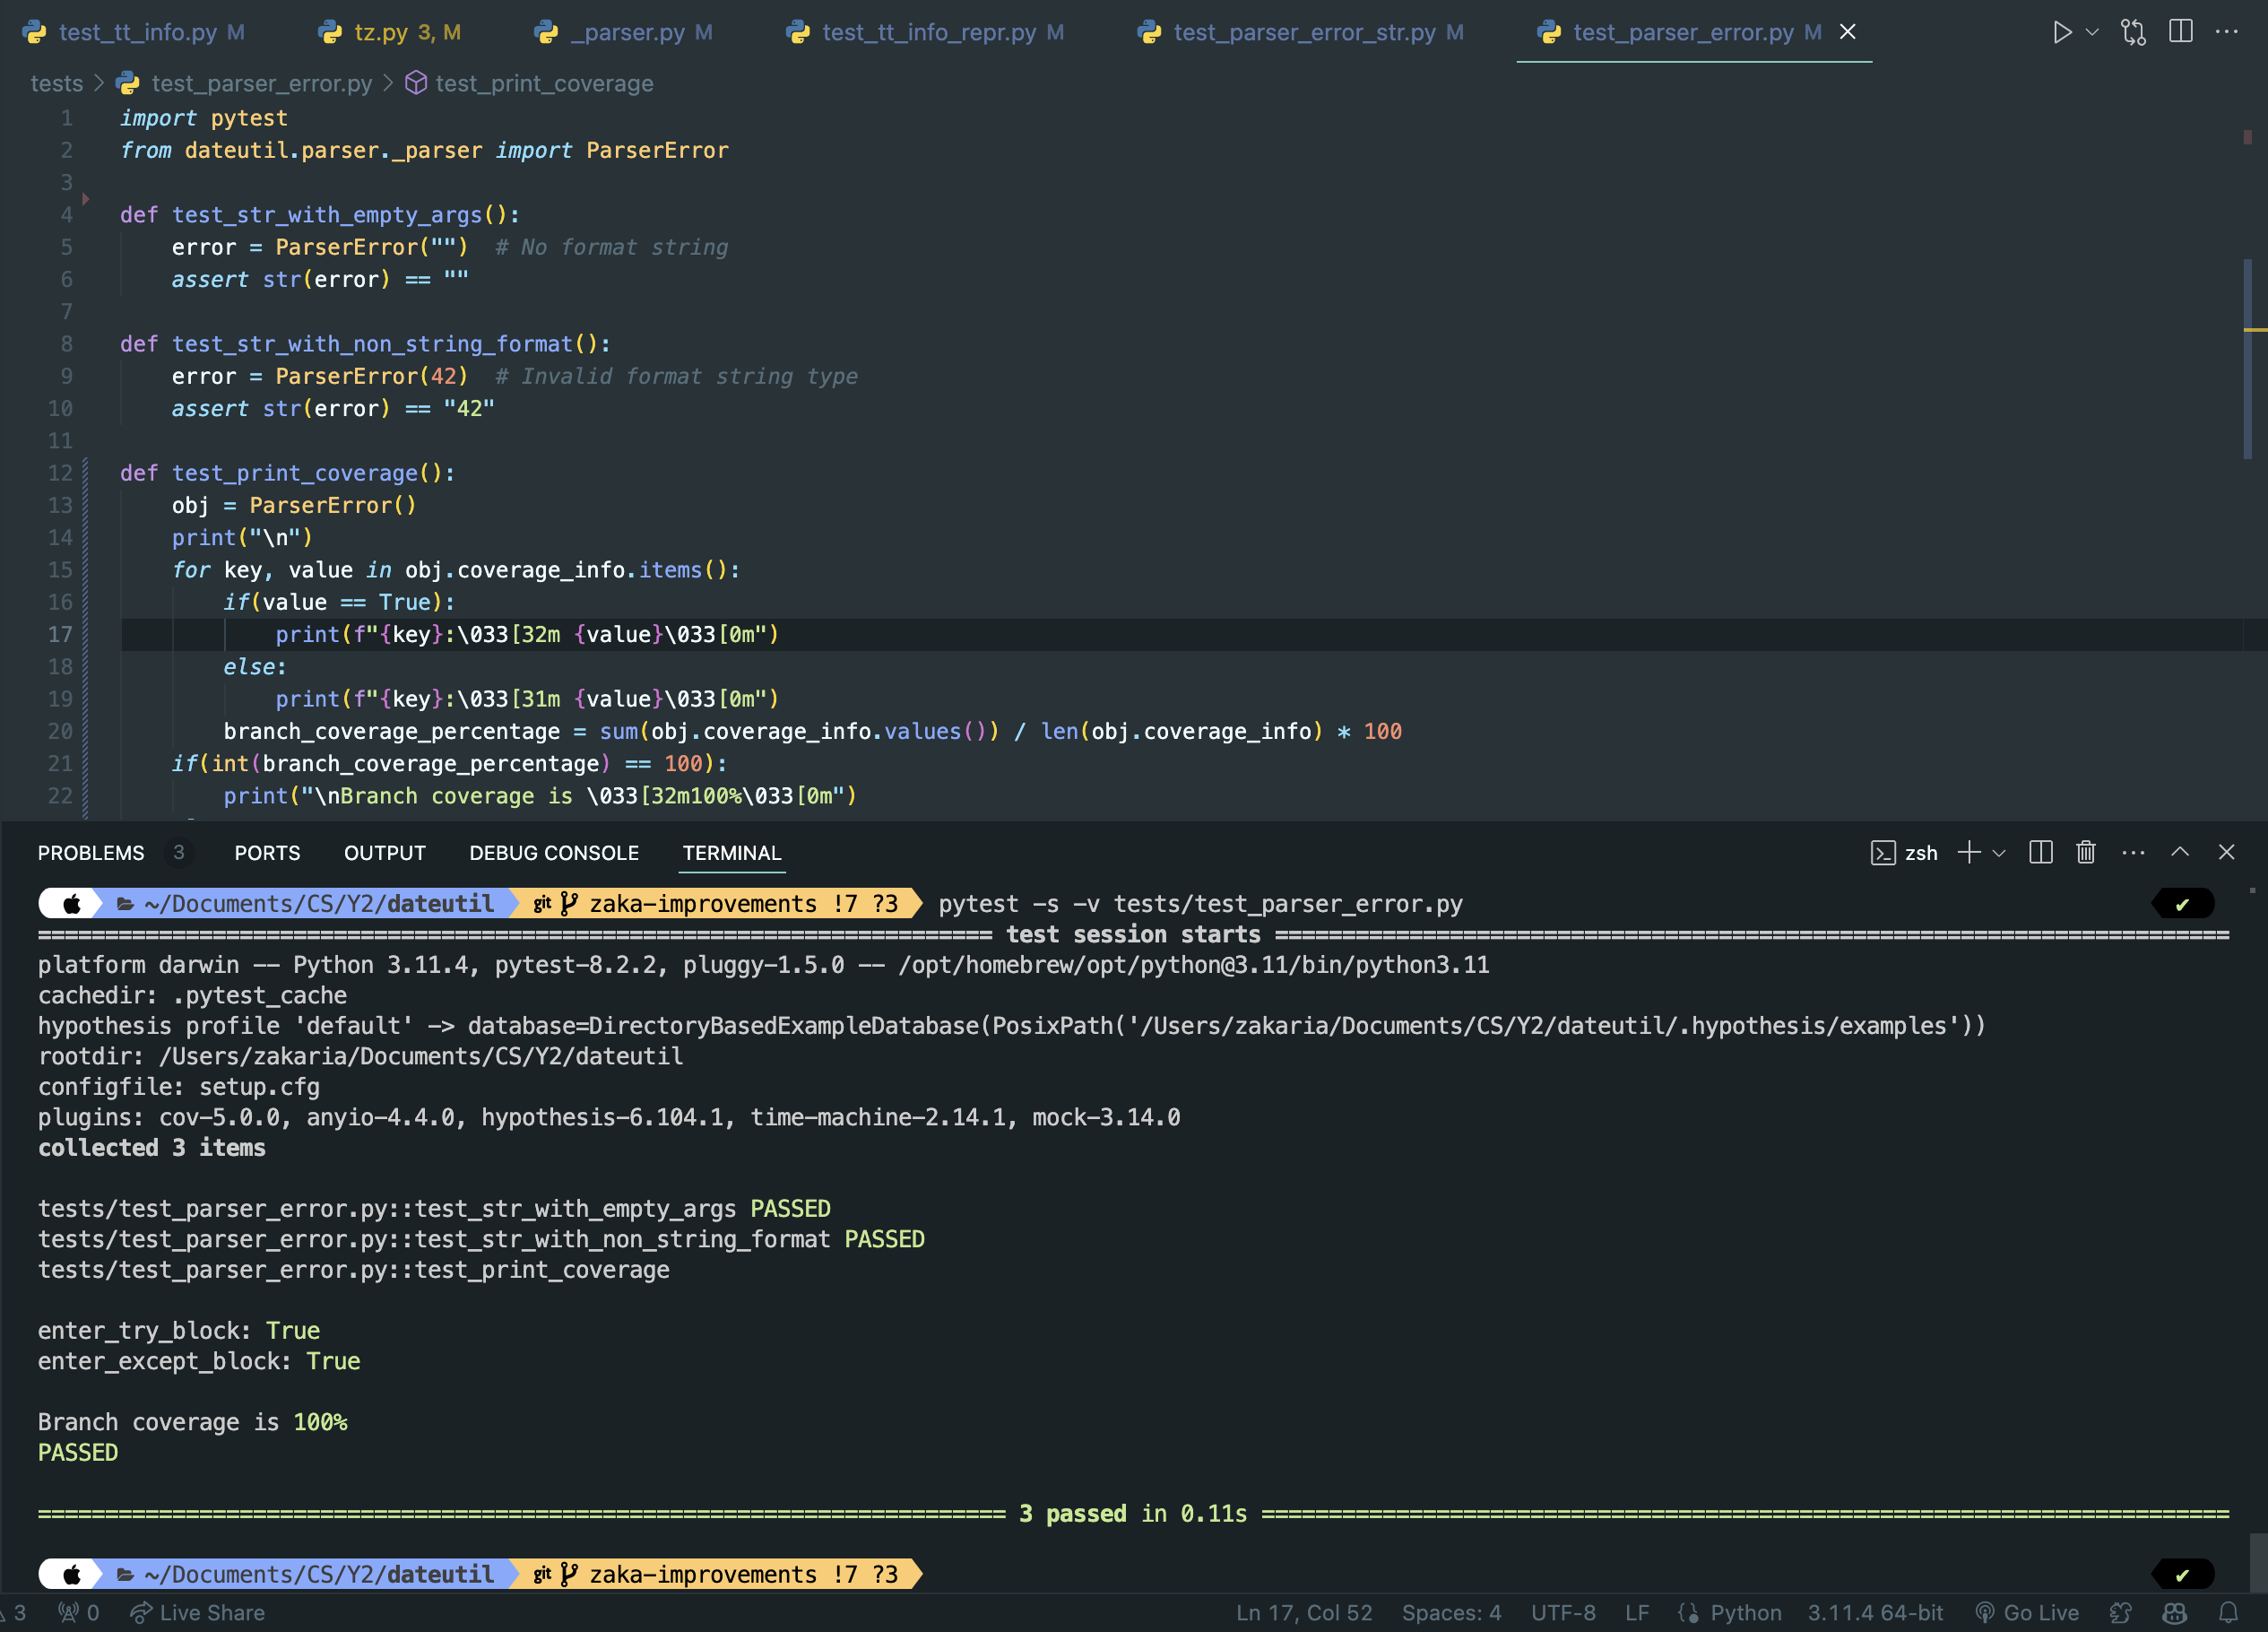 test_tt_info.py M tz.py 3, M _parser.py M test_tt_info_repr.py M test_parser_error_str.py M test_parser_error.py M
tests > test_parser_error.py > test_print_coverage
1 import pytest
2 from dateutil.parser._parser import ParserError
3
4 def test_str_with_empty_args():
5     error = ParserError("")  # No format string
6     assert str(error) == ""
7
8 def test_str_with_non_string_format():
9     error = ParserError(42)  # Invalid format string type
10     assert str(error) == "42"
11
12 def test_print_coverage():
13     obj = ParserError()
14     print("\n")
15     for key, value in obj.coverage_info.items():
16         if(value == True):
17             print(f"{key}:\033[32m {value}\033[0m")
18         else:
19             print(f"{key}:\033[31m {value}\033[0m")
20         branch_coverage_percentage = sum(obj.coverage_info.values()) / len(obj.coverage_info) * 100
21     if(int(branch_coverage_percentage) == 100):
22         print("\nBranch coverage is \033[32m100%\033[0m")
PROBLEMS 3 PORTS OUTPUT DEBUG CONSOLE TERMINAL zsh
~/Documents/CS/Y2/dateutil git zaka-improvements !7 ?3 pytest -s -v tests/test_parser_error.py ✔
======================================================================= test session starts =======================================================================
platform darwin -- Python 3.11.4, pytest-8.2.2, pluggy-1.5.0 -- /opt/homebrew/opt/python@3.11/bin/python3.11
cachedir: .pytest_cache
hypothesis profile 'default' -> database=DirectoryBasedExampleDatabase(PosixPath('/Users/zakaria/Documents/CS/Y2/dateutil/.hypothesis/examples'))
rootdir: /Users/zakaria/Documents/CS/Y2/dateutil
configfile: setup.cfg
plugins: cov-5.0.0, anyio-4.4.0, hypothesis-6.104.1, time-machine-2.14.1, mock-3.14.0
collected 3 items

tests/test_parser_error.py::test_str_with_empty_args PASSED
tests/test_parser_error.py::test_str_with_non_string_format PASSED
tests/test_parser_error.py::test_print_coverage

enter_try_block: True
enter_except_block: True

Branch coverage is 100%
PASSED

======================================================================== 3 passed in 0.11s ========================================================================

~/Documents/CS/Y2/dateutil git zaka-improvements !7 ?3 ✔
3 0 Live Share Ln 17, Col 52 Spaces: 4 UTF-8 LF Python 3.11.4 64-bit Go Live